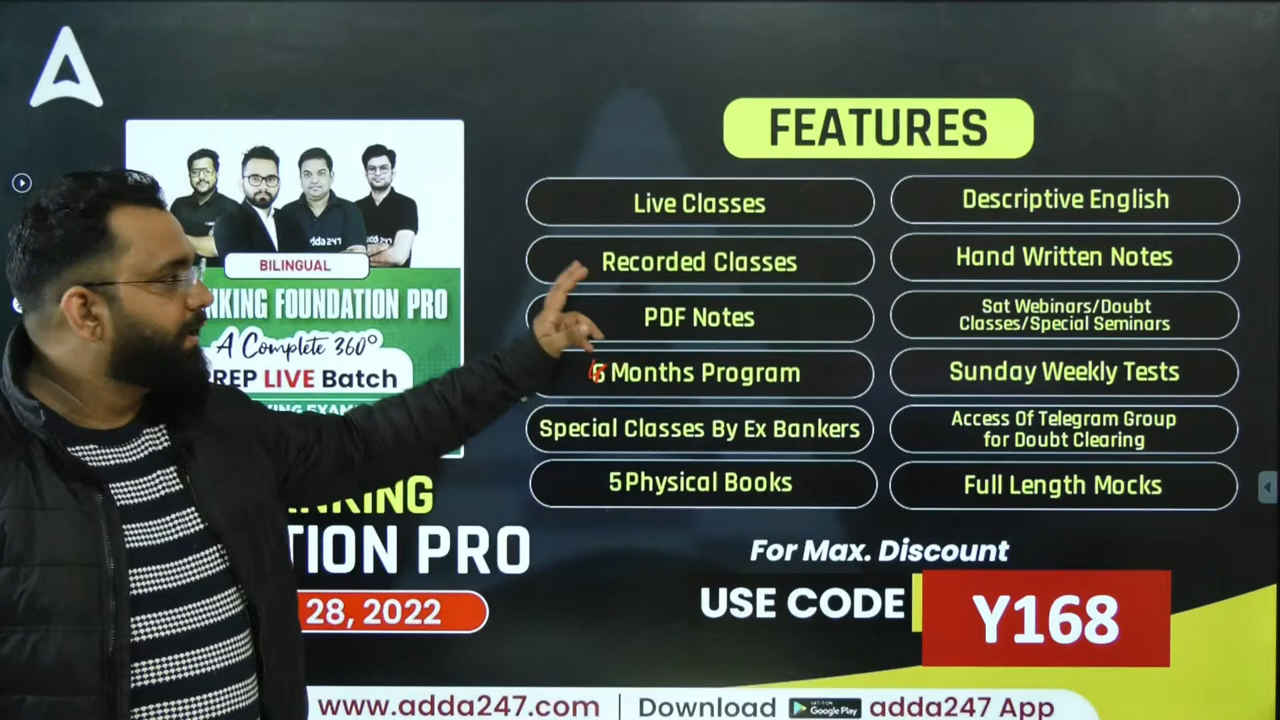 FEATURES
Live Classes
Recorded Classes
PDF Notes
Months Program
Special Classes By Ex Bankers
5 Physical Books
Descriptive English
Hand Written Notes
Sat Webinars/Doubt
Classes/Special Seminars
Sunday Weekly Tests
Access Of Telegram Group
for Doubt Clearing
Full Length Mocks
adda247
BILINGUAL
NKING FOUNDATION PRO
A Complete 360°
REP LIVE Batch
NKING
TION PRO
28, 2022
For Max. Discount
USE CODE
Y168
www.adda247.com
Download
GET IT ON
Google Play
adda247 App